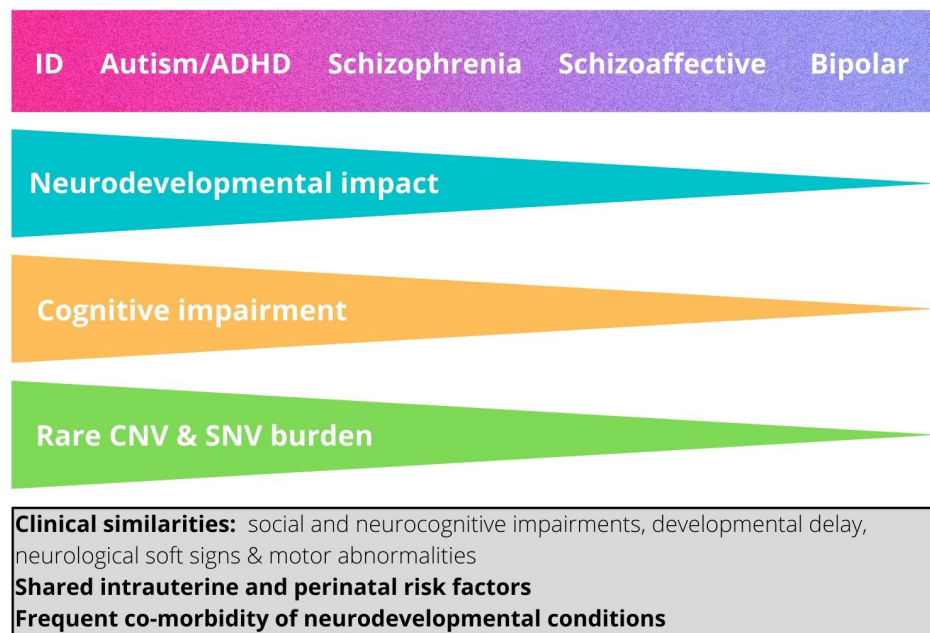 ID Autism/ADHD Schizophrenia Schizoaffective Bipolar
Neurodevelopmental impact
Cognitive impairment
Rare CNV & SNV burden
Clinical similarities: social and neurocognitive impairments, developmental delay,
neurological soft signs & motor abnormalities
Shared intrauterine and perinatal risk factors
Frequent co-morbidity of neurodevelopmental conditions